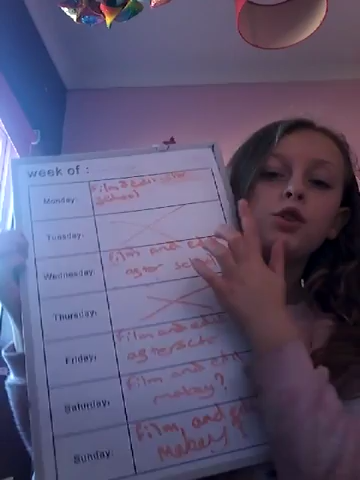 week of :
Monday: Film & edit after
school
Tuesday:
Wednesday: film and edit
after school
Thursday:
Friday: Film and edit
after
Saturday: Film and edit
makey?
Sunday: Film, and
makey